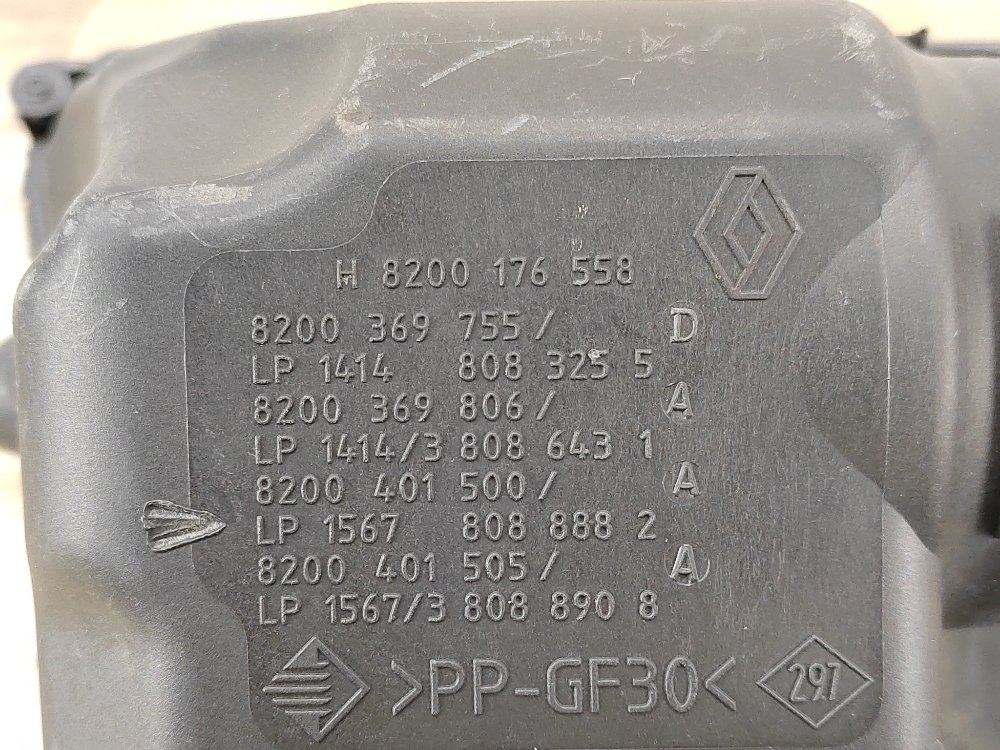 H 8200 176 558
8200 369 755/ D
LP 1414 808 325 5
8200 369 806/ A
LP 1414/3 808 643 1
8200 401 500/ A
LP 1567 808 888 2
8200 401 505/ A
LP 1567/3 808 890 8
>PP-GF30< 297